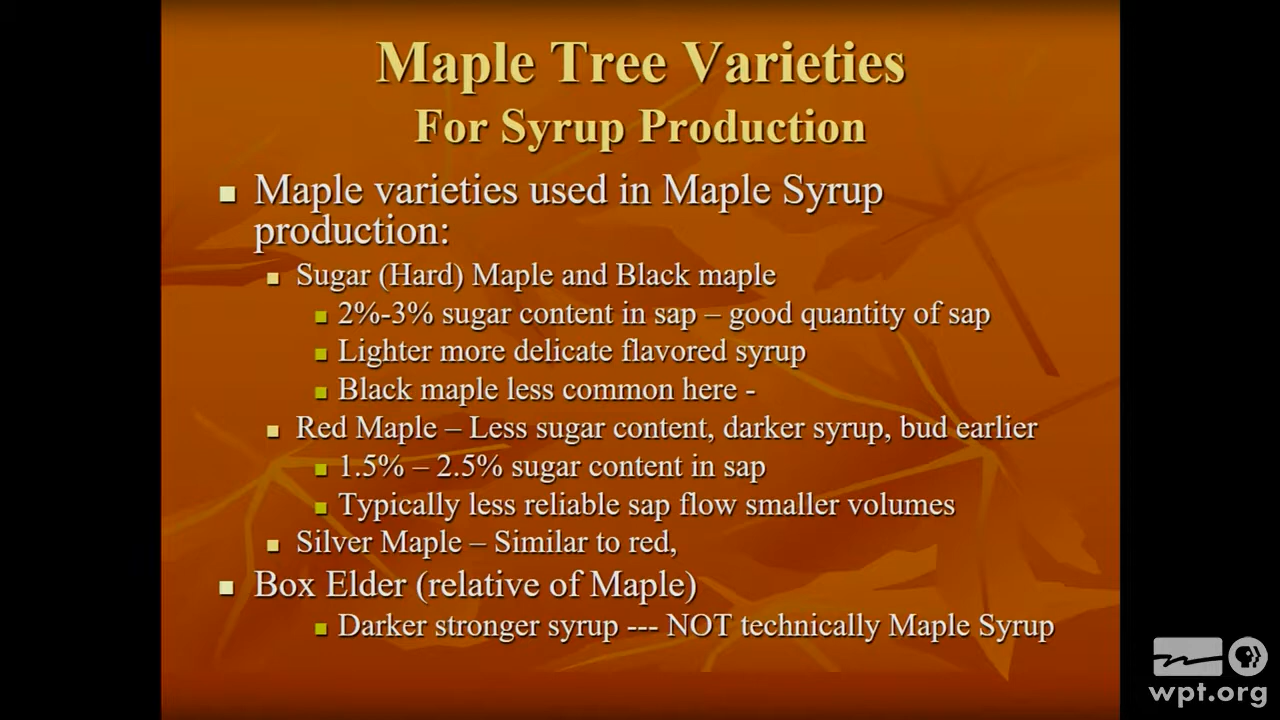 Maple Tree Varieties
For Syrup Production
Maple varieties used in Maple Syrup
production:
Sugar (Hard) Maple and Black maple
2%-3% sugar content in sap – good quantity of sap
Lighter more delicate flavored syrup
Black maple less common here -
Red Maple – Less sugar content, darker syrup, bud earlier
1.5% – 2.5% sugar content in sap
Typically less reliable sap flow smaller volumes
Silver Maple – Similar to red,
Box Elder (relative of Maple)
Darker stronger syrup --- NOT technically Maple Syrup
wpt.org